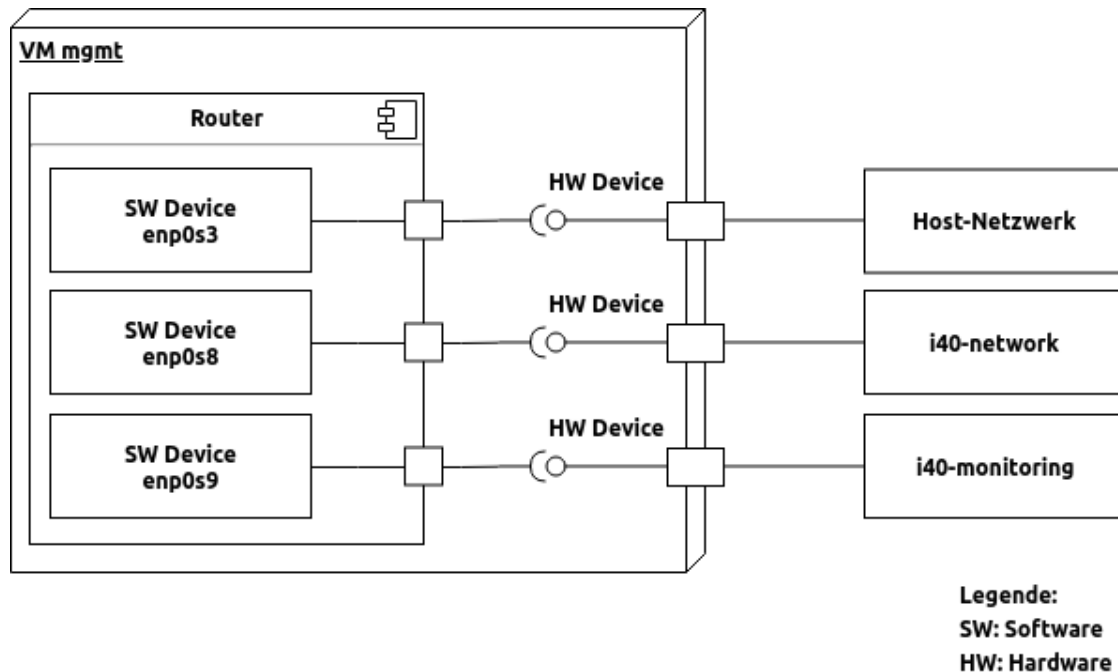 VM mgmt
Router
SW Device
enp0s3
HW Device
Host-Netzwerk
SW Device
enp0s8
HW Device
i40-network
SW Device
enp0s9
HW Device
i40-monitoring
Legende:
SW: Software
HW: Hardware